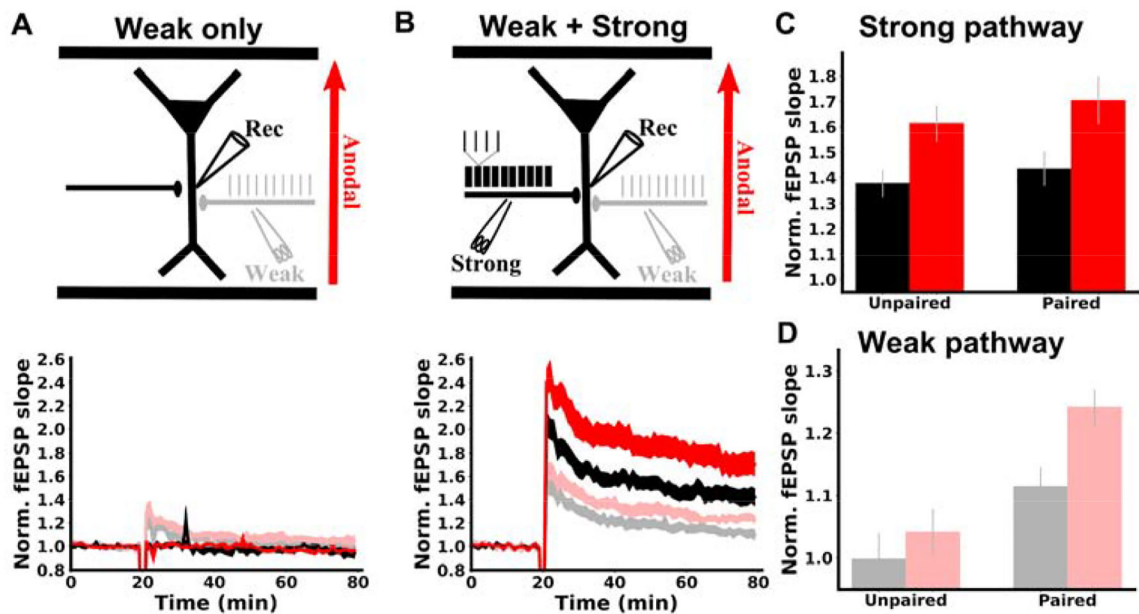 A
Weak only
Anodal
Rec
Weak
Norm. fEPSP slope
2.6
2.4
2.2
2.0
1.8
1.6
1.4
1.2
1.0
0.8
0
20
40
60
80
Time (min)
B
Weak + Strong
Anodal
Rec
Strong
Weak
Norm. fEPSP slope
2.6
2.4
2.2
2.0
1.8
1.6
1.4
1.2
1.0
0.8
0
20
40
60
80
Time (min)
C
Strong pathway
Norm. fEPSP slope
1.8
1.7
1.6
1.5
1.4
1.3
1.2
1.1
1.0
Unpaired
Paired
D
Weak pathway
Norm. fEPSP slope
1.3
1.2
1.1
1.0
Unpaired
Paired